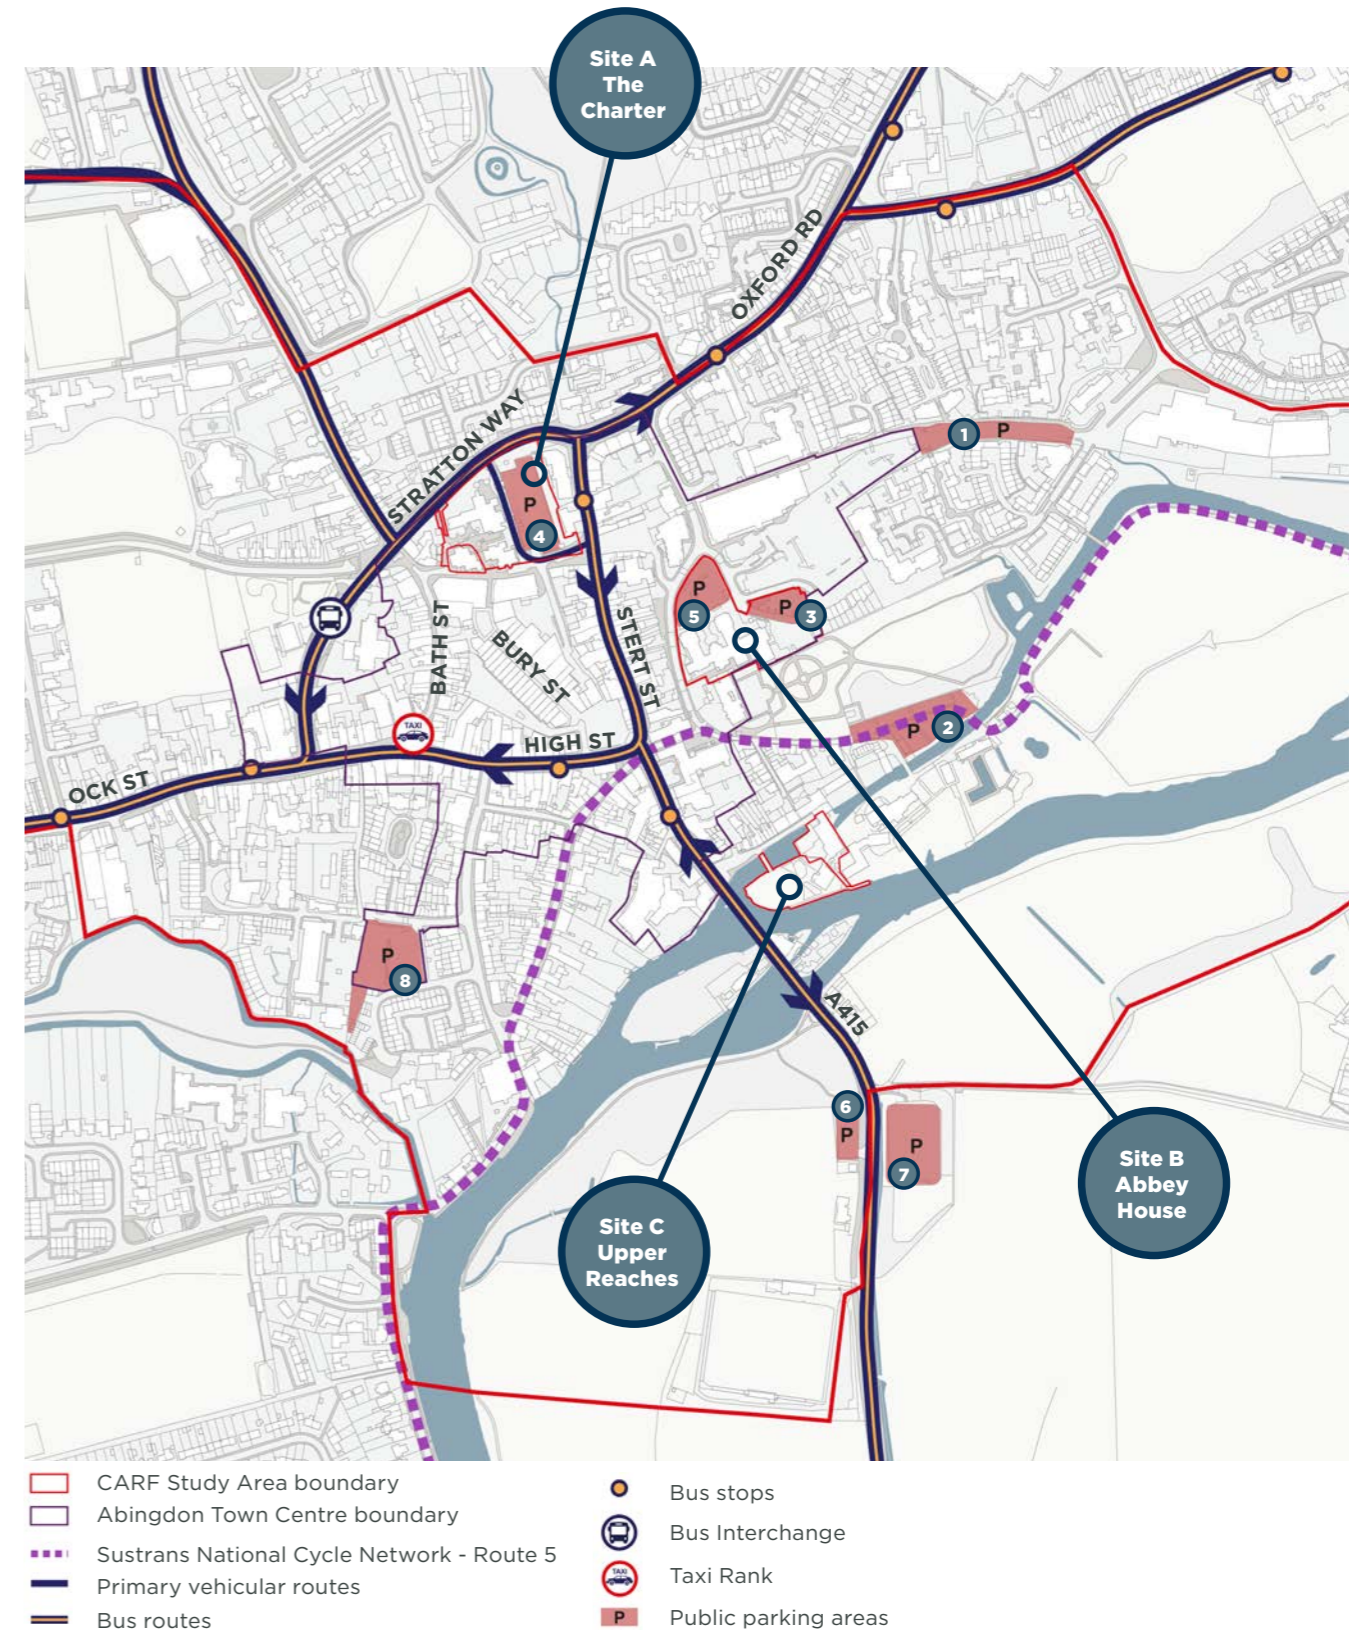 Site A
The
Charter
OXFORD RD
STRATTON WAY
1
P
P
4
P
5
P
3
BATH ST
BURY ST
STERT ST
TAXI
HIGH ST
P
2
OCK ST
P
8
A415
6
P
P
7
Site B
Abbey
House
Site C
Upper
Reaches
CARF Study Area boundary
Abingdon Town Centre boundary
Sustrans National Cycle Network - Route 5
Primary vehicular routes
Bus routes
Bus stops
Bus Interchange
TAXI
Taxi Rank
P
Public parking areas